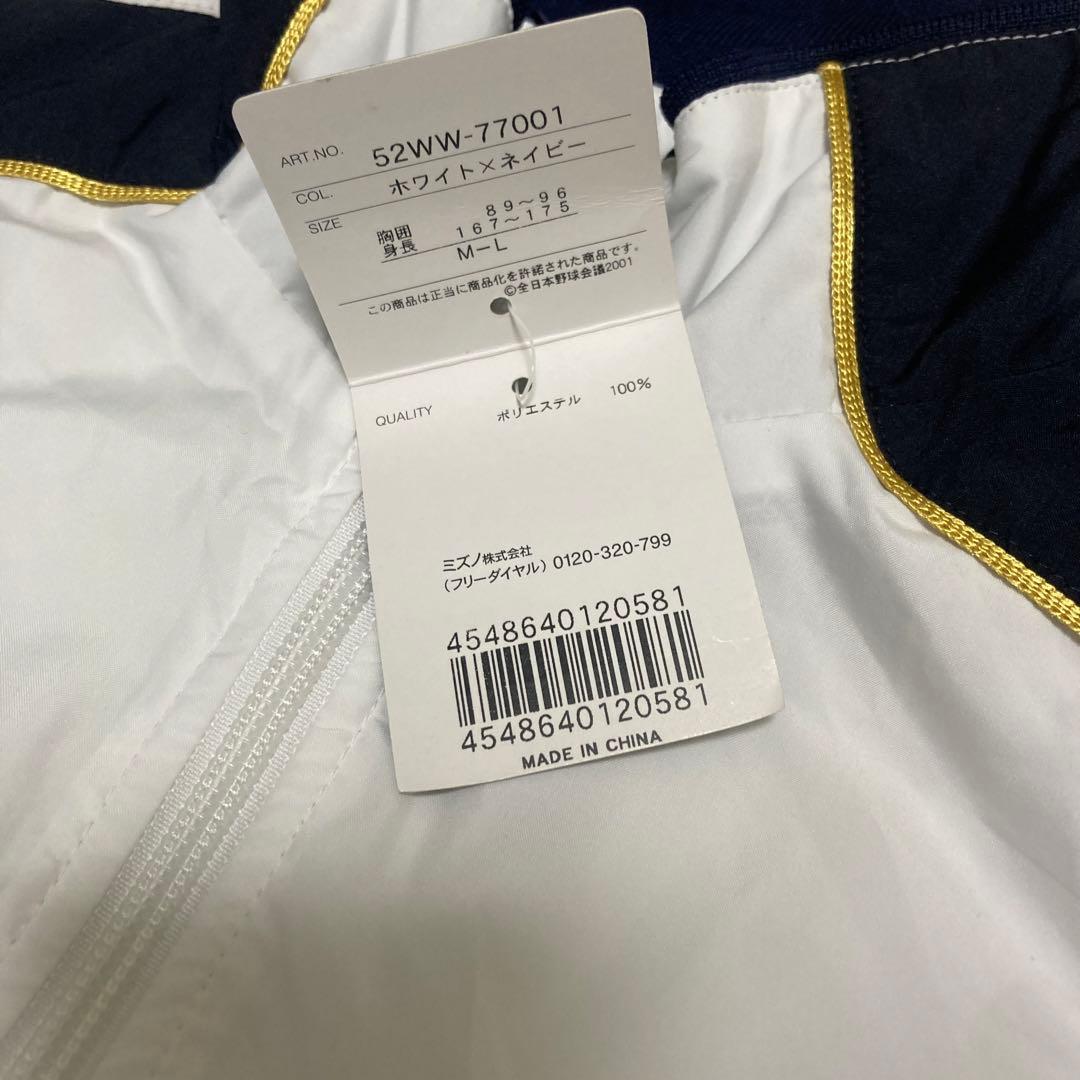 ART.NO. 52WW-77001
COL. ホワイト×ネイビー
SIZE 胸囲 89～96
身長 167～175
M-L
この商品は正当に商品化を許諾された商品です。
©全日本野球会議2001
QUALITY ポリエステル 100%
ミズノ株式会社
(フリーダイヤル) 0120-320-799
4548640120581
4548640120581
MADE IN CHINA